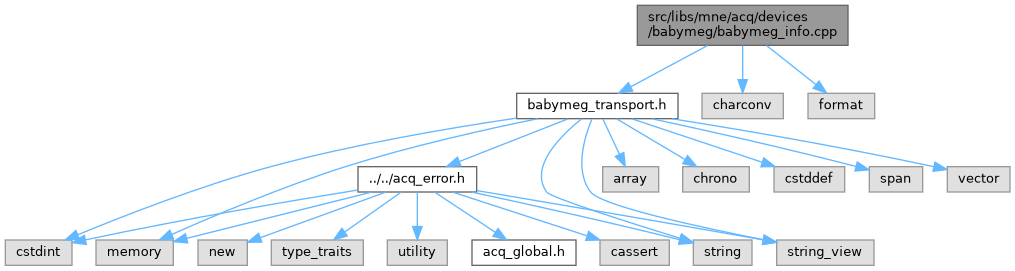 src/libs/mne/acq/devices
/babymeg/babymeg_info.cpp
babymeg_transport.h
charconv
format
../../acq_error.h
array
chrono
cstddef
span
vector
cstdint
memory
new
type_traits
utility
acq_global.h
cassert
string
string_view